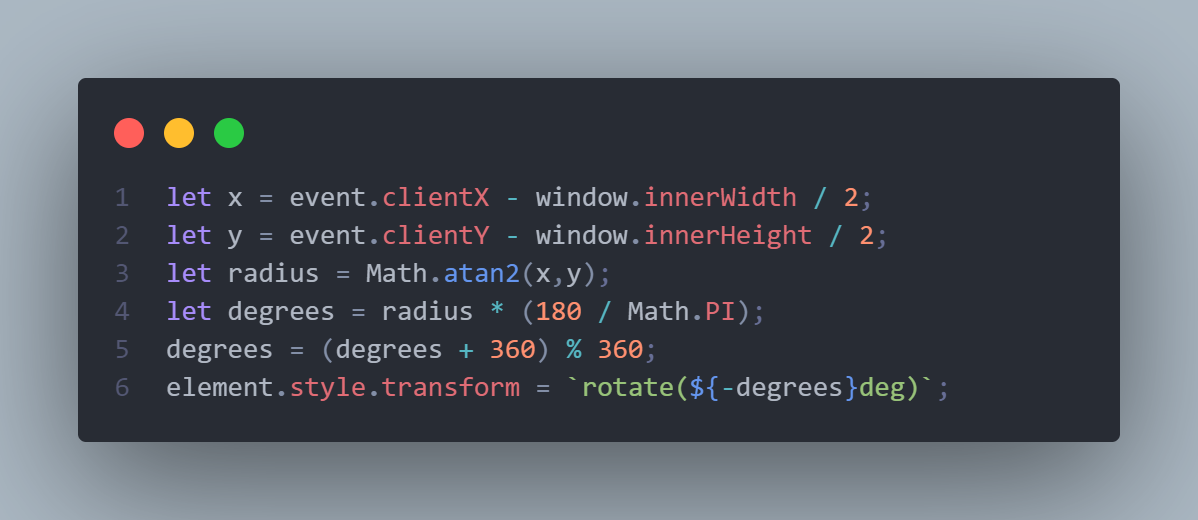 1 let x = event.clientX - window.innerWidth / 2;
2 let y = event.clientY - window.innerHeight / 2;
3 let radius = Math.atan2(x,y);
4 let degrees = radius * (180 / Math.PI);
5 degrees = (degrees + 360) % 360;
6 element.style.transform = `rotate(${-degrees}deg)`;